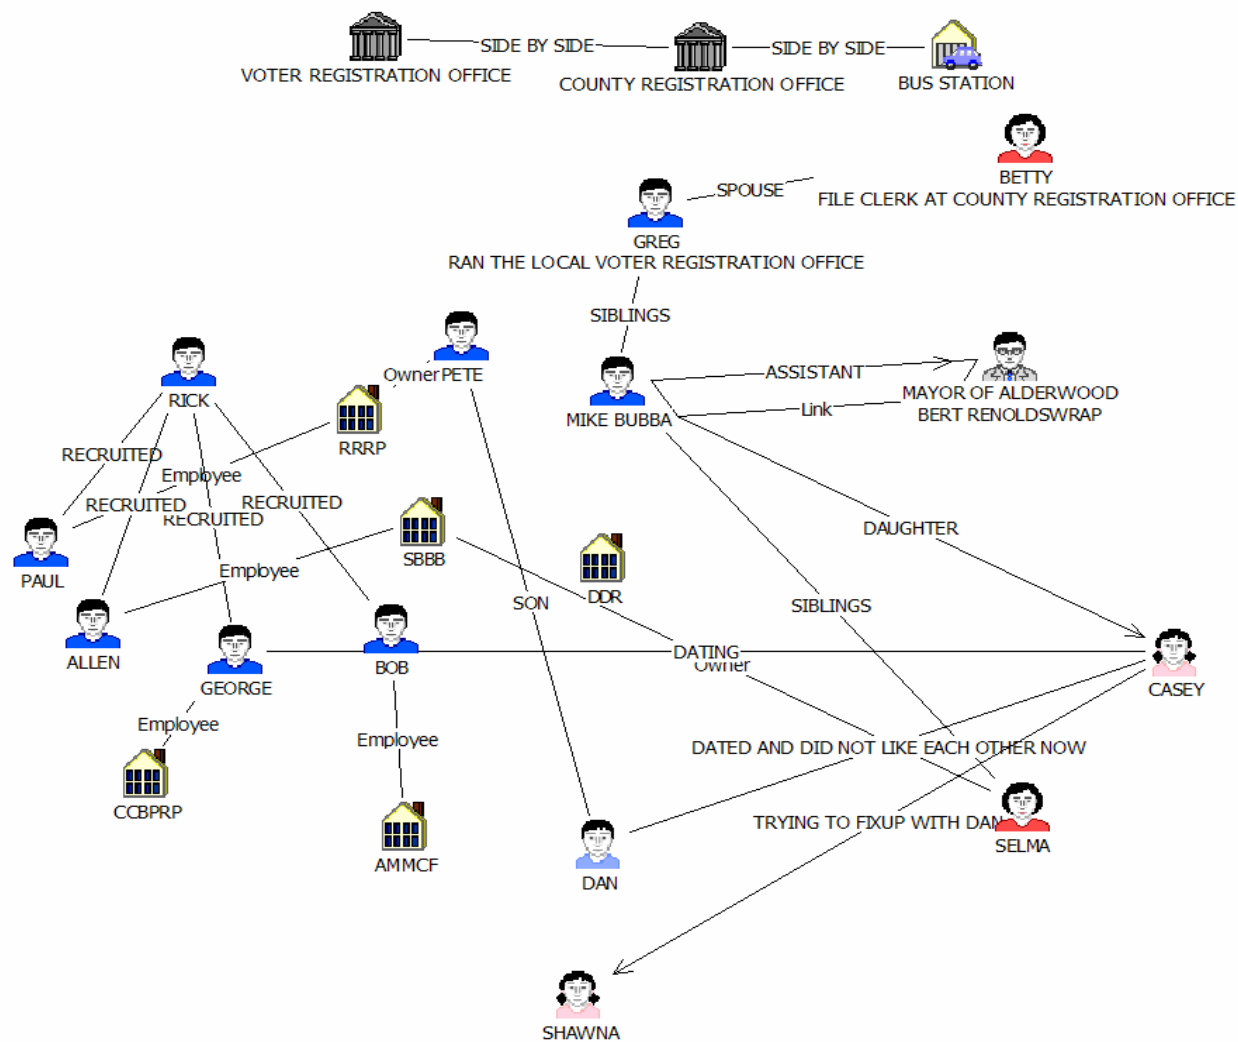 SIDE BY SIDE
SIDE BY SIDE
VOTER REGISTRATION OFFICE
COUNTY REGISTRATION OFFICE
BUS STATION
BETTY
FILE CLERK AT COUNTY REGISTRATION OFFICE
SPOUSE
GREG
RAN THE LOCAL VOTER REGISTRATION OFFICE
SIBLINGS
Owner
PETE
ASSISTANT
MAYOR OF ALDERWOOD
BERT RENOLDSWRAP
Link
MIKE BUBBA
RICK
RRRP
RECRUITED
Employee
RECRUITED
RECRUITED
RECRUITED
DAUGHTER
SBBB
PAUL
Employee
DDR
SON
SIBLINGS
ALLEN
BOB
DATING
Owner
GEORGE
CASEY
Employee
Employee
DATED AND DID NOT LIKE EACH OTHER NOW
CCBPRP
TRYING TO FIXUP WITH DAN
SELMA
AMMCF
DAN
SHAWNA